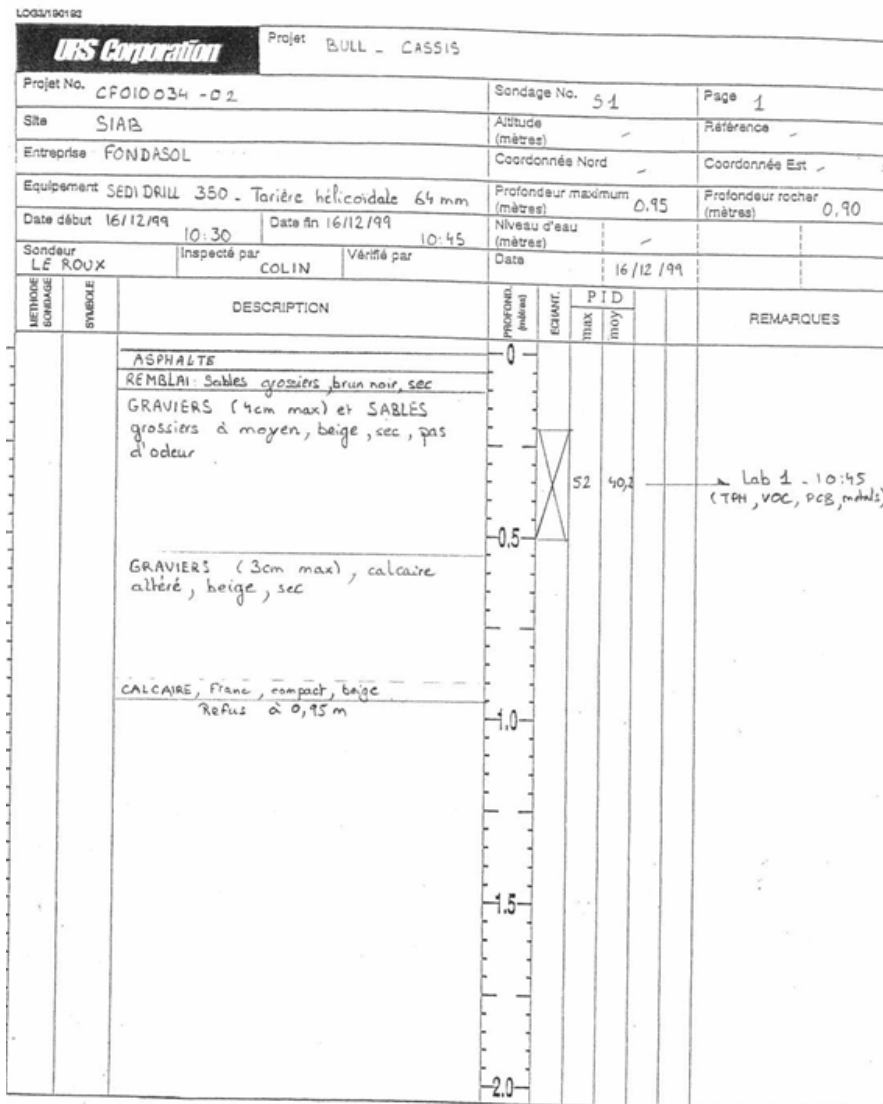 LOG3/190192
URS Corporation
Projet BULL - CASSIS
Projet No. CF010034-02
Sondage No. S1
Page 1
Site SIAB
Altitude (mètres) -
Référence -
Entreprise FONDASOL
Coordonnée Nord -
Coordonnée Est -
Equipement SEDIDRILL 350 - Tarière hélicoïdale 64 mm
Profondeur maximum (mètres) 0,95
Profondeur rocher (mètres) 0,90
Date début 16/12/99 10:30
Date fin 16/12/99 10:45
Niveau d'eau (mètres) -
Sondeur LE ROUX
Inspecté par COLIN
Vérifié par
Date 16/12/99
METHODE SONDAGE
SYMBOLE
DESCRIPTION
PROFOND. (mètres)
ECHANT.
PID
max
moy
REMARQUES
0
ASPHALTE
REMBLAI: Sables grossiers, brun noir, sec
GRAVIERS (4cm max) et SABLES
grossiers à moyen, beige, sec, pas
d'odeur
52
40,2
Lab 1 - 10:45
(TPH, VOC, PCB, metals)
0.5
GRAVIERS (3cm max), calcaire
altéré, beige, sec
CALCAIRE, Franc, compact, beige
Refus à 0,95 m
1.0
1.5
2.0